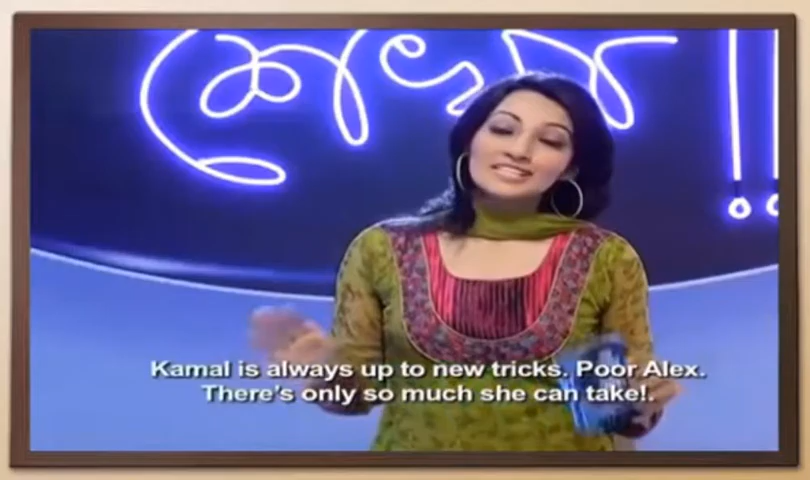 Kamal is always up to new tricks. Poor Alex.
There's only so much she can take!.